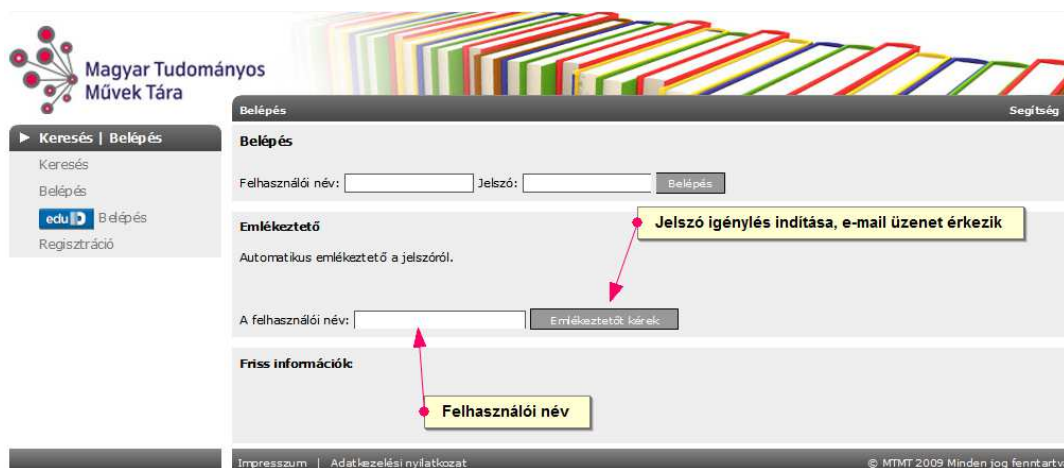 Magyar Tudományos
Művek Tára
Belépés
Segítség
Keresés | Belépés
Keresés
Belépés
edu D Belépés
Regisztráció
Belépés
Felhasználói név: Jelszó: Belépés
Jelszó igénylés indítása, e-mail üzenet érkezik
Emlékeztető
Automatikus emlékeztető a jelszóról.
A felhasználói név: Emlékeztetőt kérek
Friss információk:
Felhasználói név
Impresszum | Adatkezelési nyilatkozat
© MTMT 2009 Minden jog fenntartv